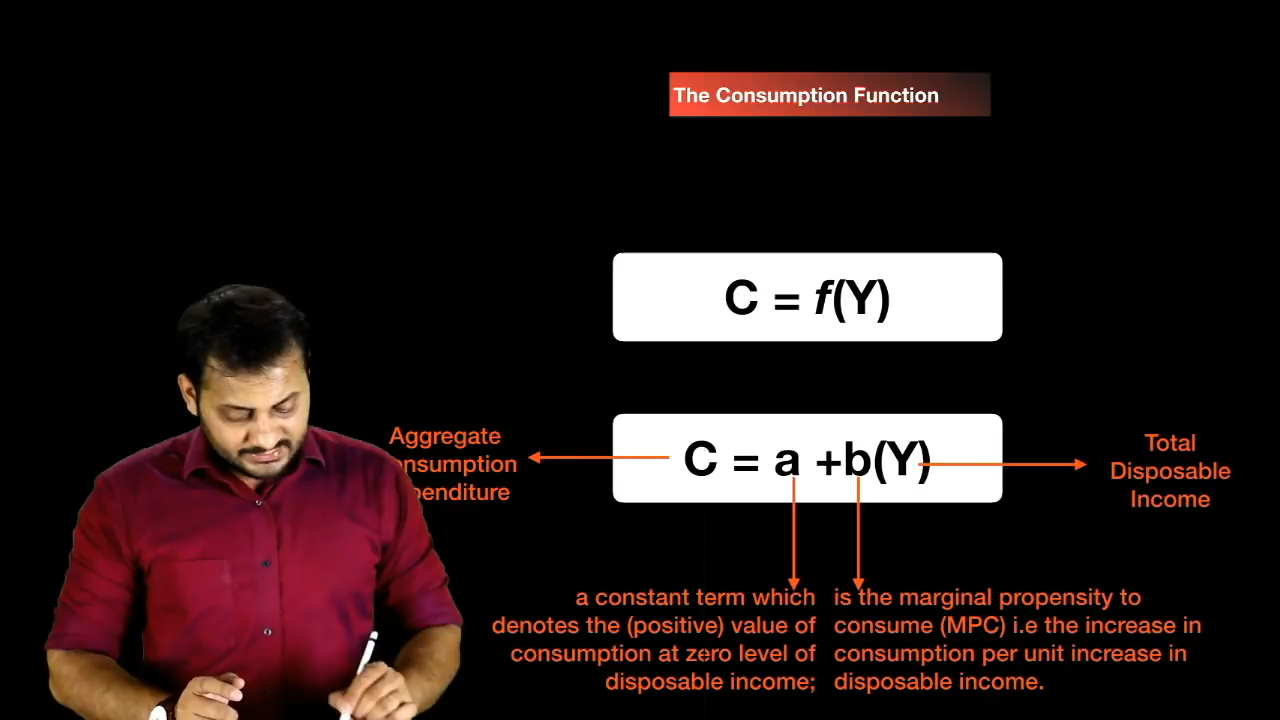 The Consumption Function
C = f(Y)
C = a +b(Y)
Aggregate
onsumption
penditure
Total
Disposable
Income
a constant term which
denotes the (positive) value of
consumption at zero level of
disposable income;
is the marginal propensity to
consume (MPC) i.e the increase in
consumption per unit increase in
disposable income.